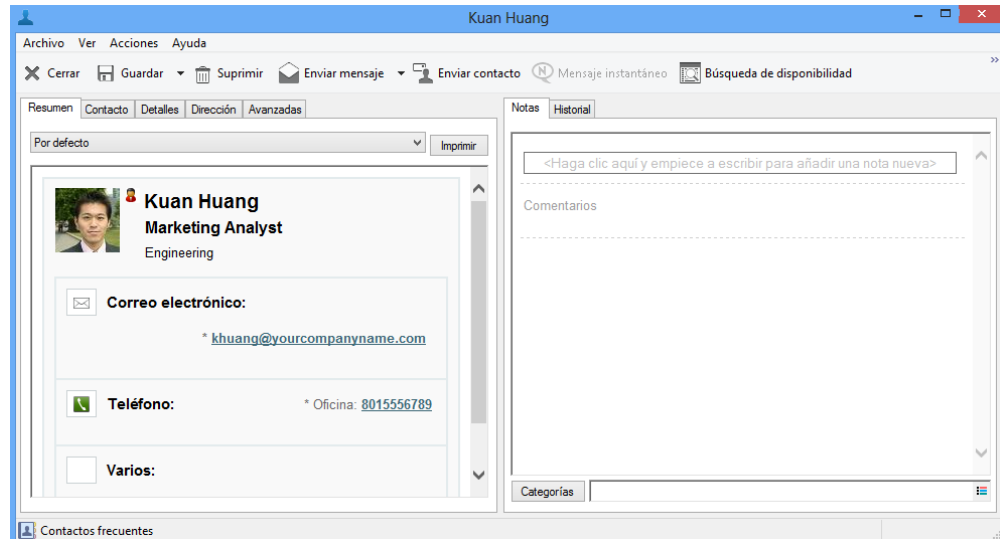 Kuan Huang
Archivo Ver Acciones Ayuda
Cerrar Guardar Suprimir Enviar mensaje Enviar contacto Mensaje instantáneo Búsqueda de disponibilidad
Resumen Contacto Detalles Dirección Avanzadas
Por defecto Imprimir
Kuan Huang
Marketing Analyst
Engineering
Correo electrónico:
* khuang@yourcompanyname.com
Teléfono: * Oficina: 8015556789
Varios:
Notas Historial
<Haga clic aquí y empiece a escribir para añadir una nota nueva>
Comentarios
Categorías
Contactos frecuentes